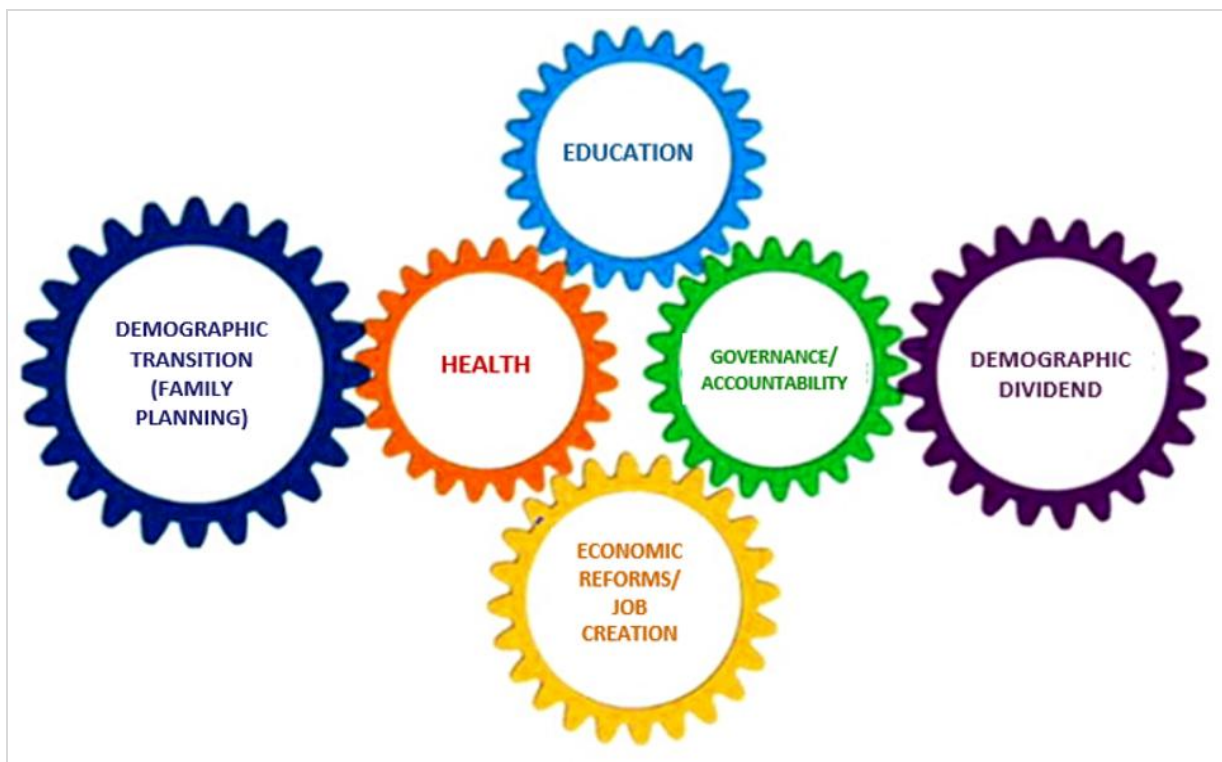 EDUCATION
DEMOGRAPHIC
TRANSITION
(FAMILY
PLANNING)
HEALTH
GOVERNANCE/
ACCOUNTABILITY
DEMOGRAPHIC
DIVIDEND
ECONOMIC
REFORMS/
JOB
CREATION